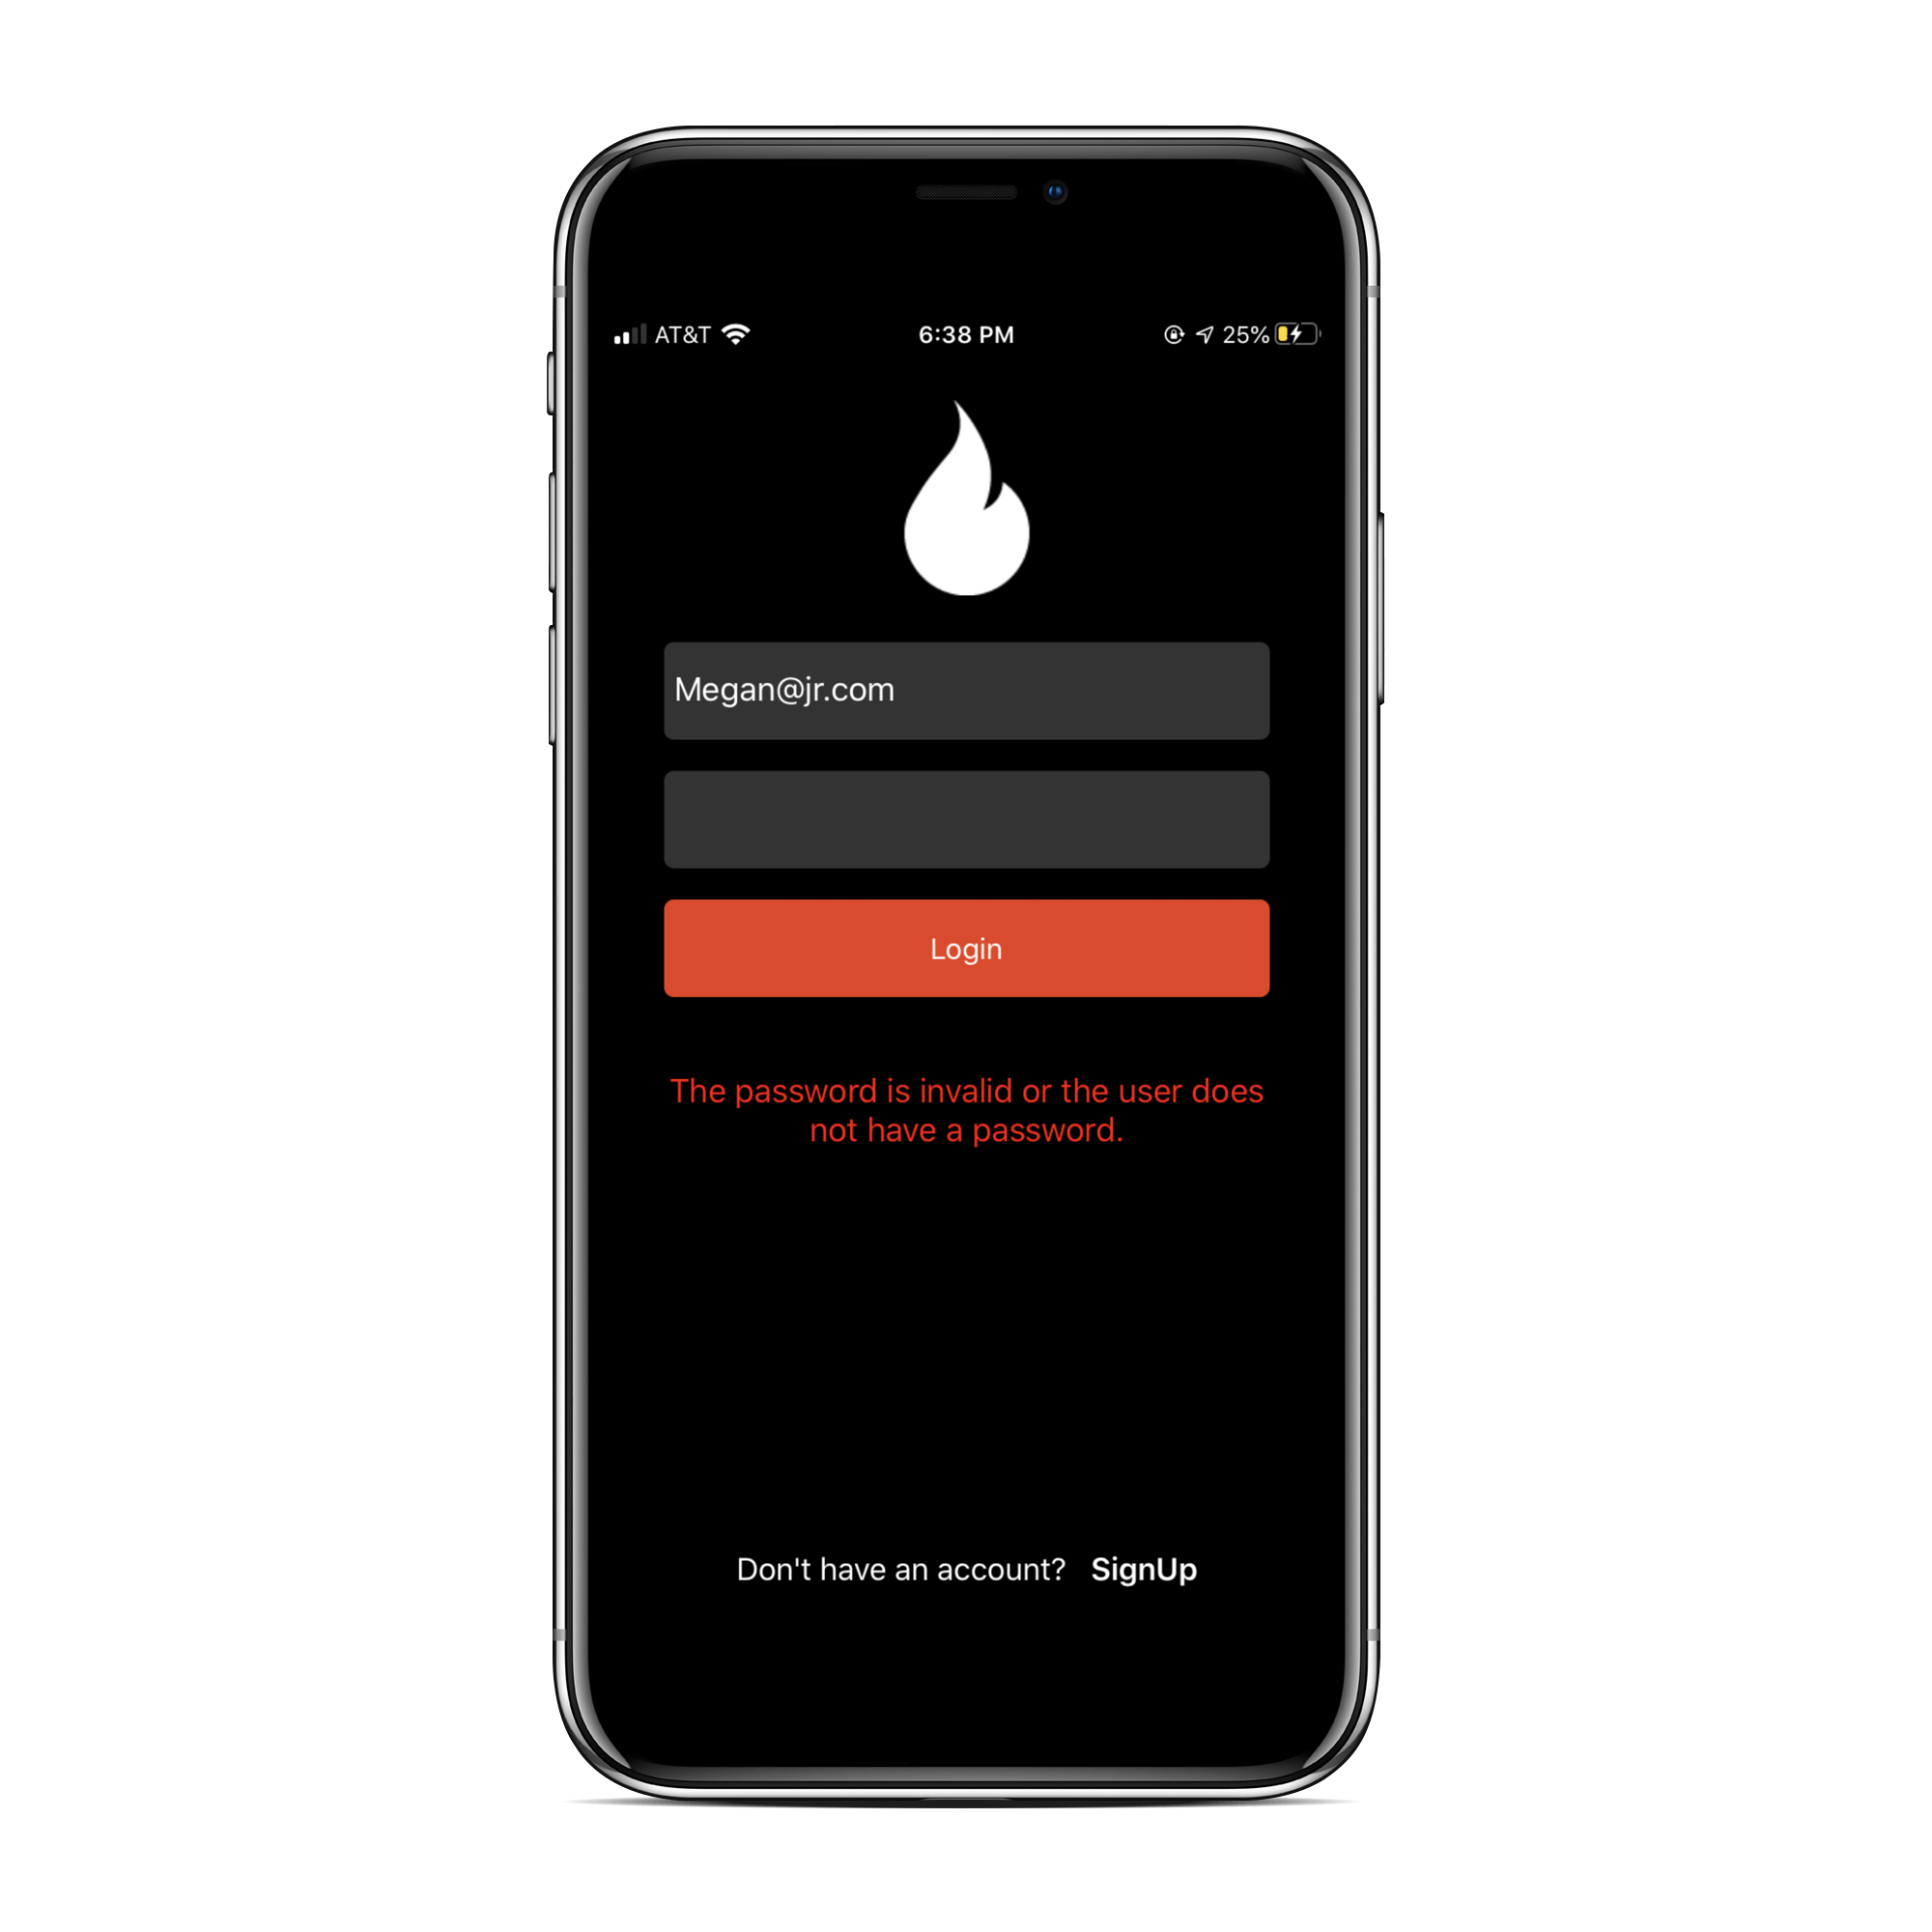 AT&T 6:38 PM 25%
Megan@jr.com
Login
The password is invalid or the user does
not have a password.
Don't have an account? SignUp